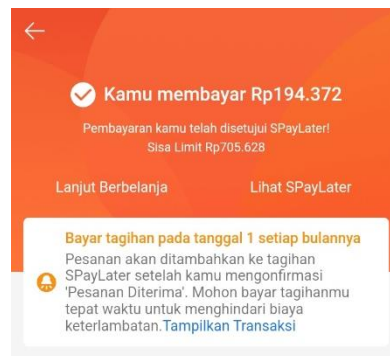 Kamu membayar Rp194.372
Pembayaran kamu telah disetujui SPayLater!
Sisa Limit Rp705.628
Lanjut Berbelanja
Lihat SPayLater
Bayar tagihan pada tanggal 1 setiap bulannya
Pesanan akan ditambahkan ke tagihan
SPayLater setelah kamu mengonfirmasi
'Pesanan Diterima'. Mohon bayar tagihanmu
tepat waktu untuk menghindari biaya
keterlambatan.Tampilkan Transaksi